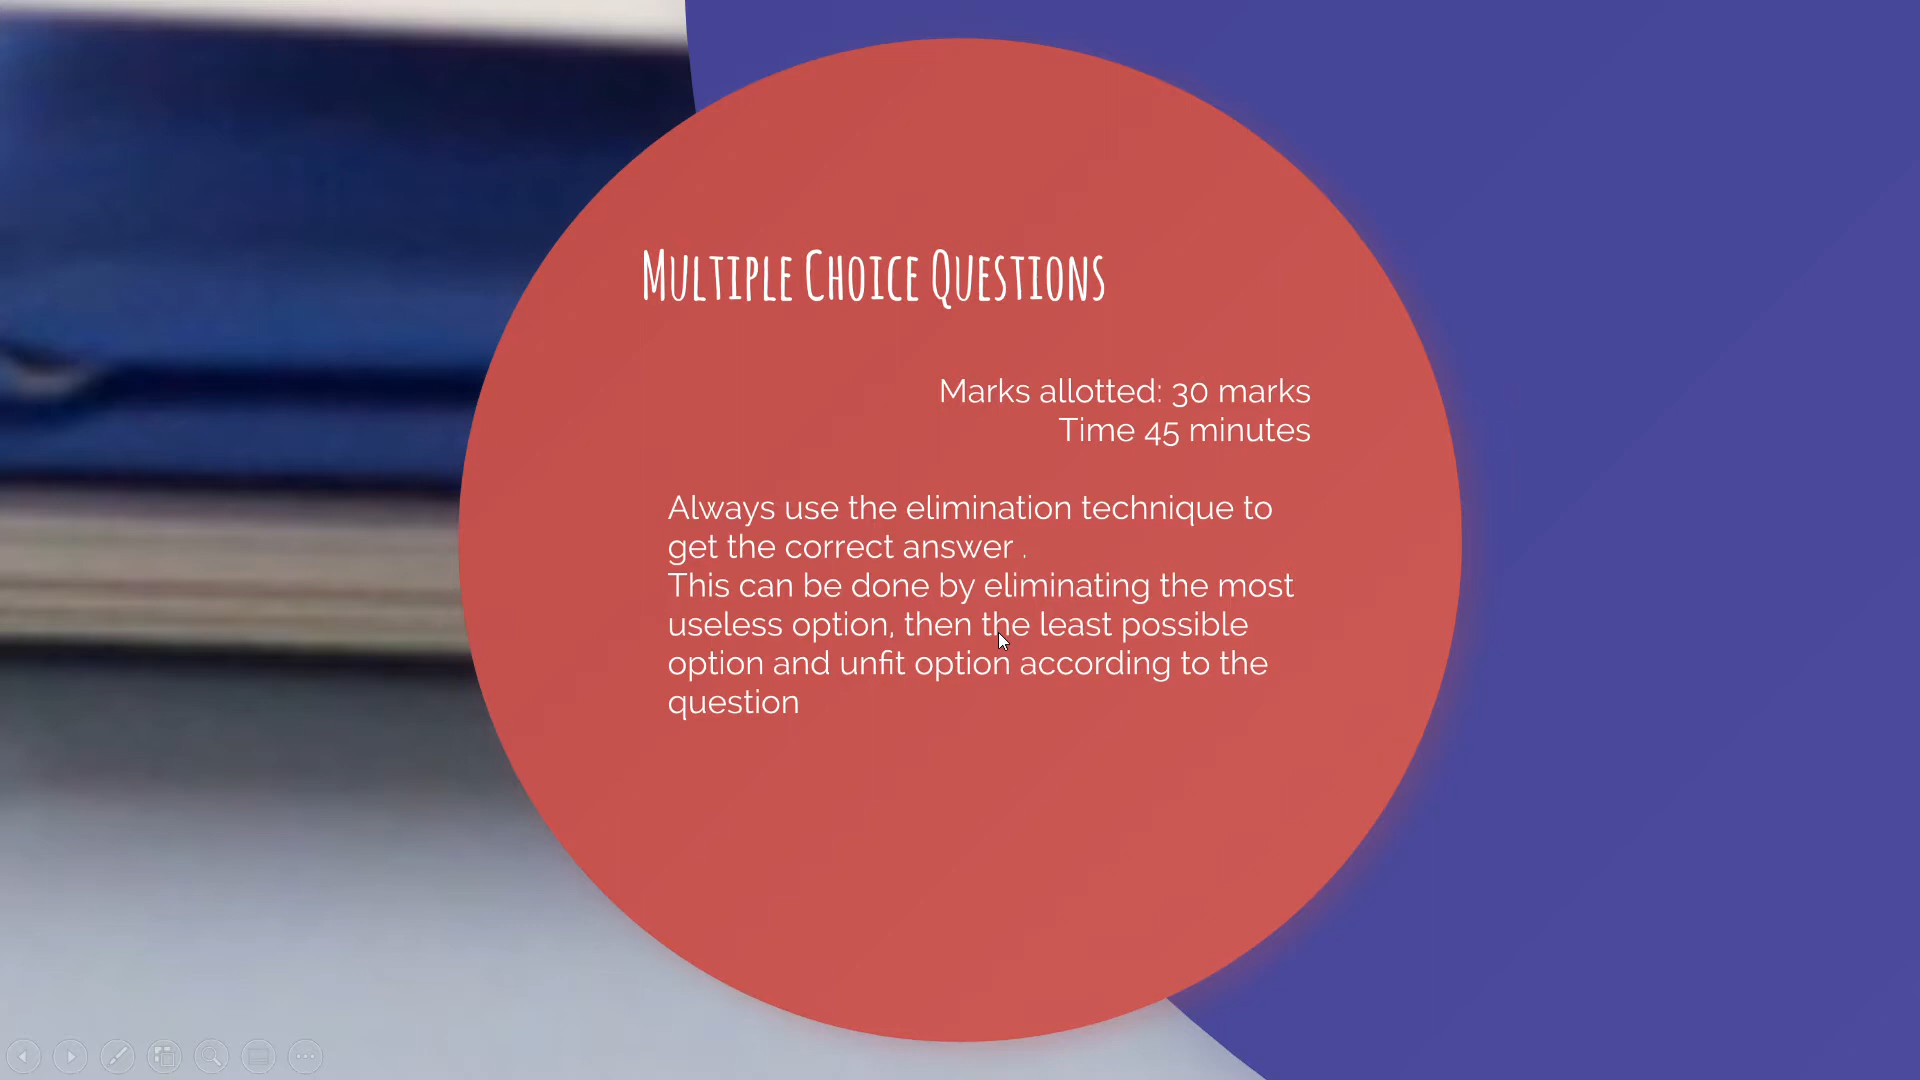 Multiple Choice Questions
Marks allotted: 30 marks
Time 45 minutes
Always use the elimination technique to
get the correct answer .
This can be done by eliminating the most
useless option, then the least possible
option and unfit option according to the
question